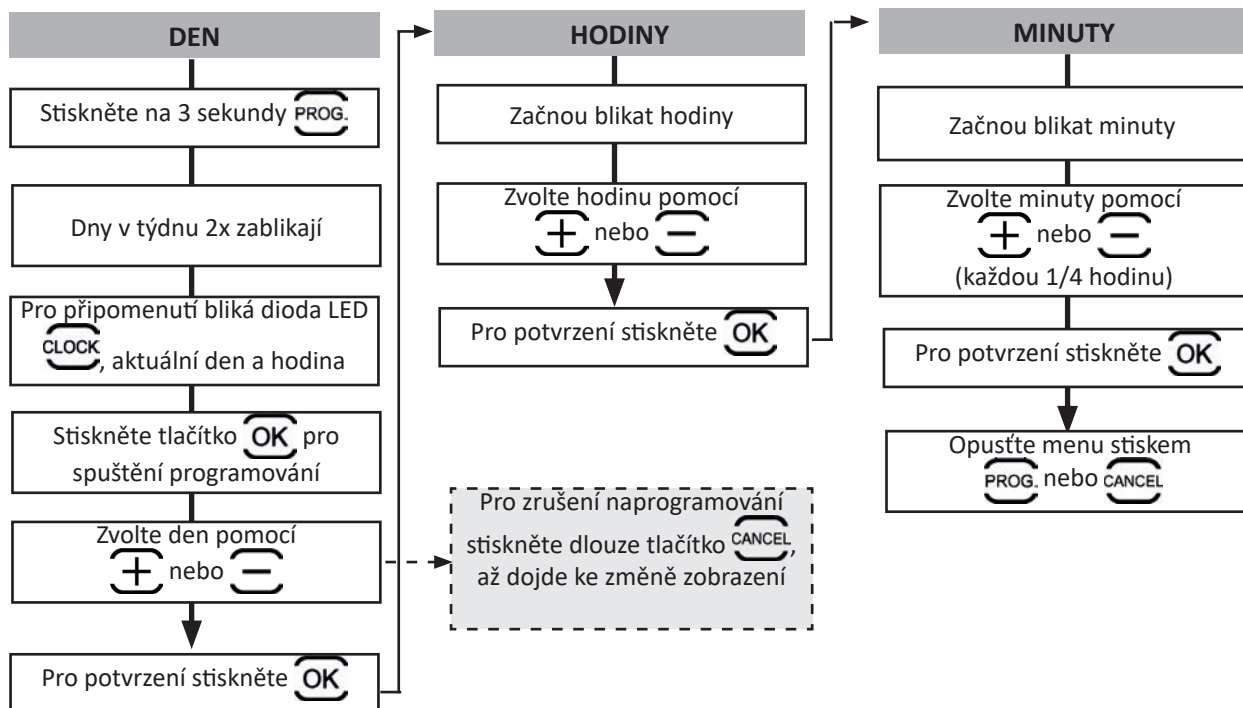 DEN
Stiskněte na 3 sekundy PROG.
Dny v týdnu 2x zablikají
Pro připomenutí bliká dioda LED
CLOCK, aktuální den a hodina
Stiskněte tlačítko OK pro
spuštění programování
Zvolte den pomocí
+ nebo −
Pro potvrzení stiskněte OK
Pro zrušení naprogramování
stiskněte dlouze tlačítko CANCEL,
až dojde ke změně zobrazení
HODINY
Začnou blikat hodiny
Zvolte hodinu pomocí
+ nebo −
Pro potvrzení stiskněte OK
MINUTY
Začnou blikat minuty
Zvolte minuty pomocí
+ nebo −
(každou 1/4 hodinu)
Pro potvrzení stiskněte OK
Opusťte menu stiskem
PROG. nebo CANCEL